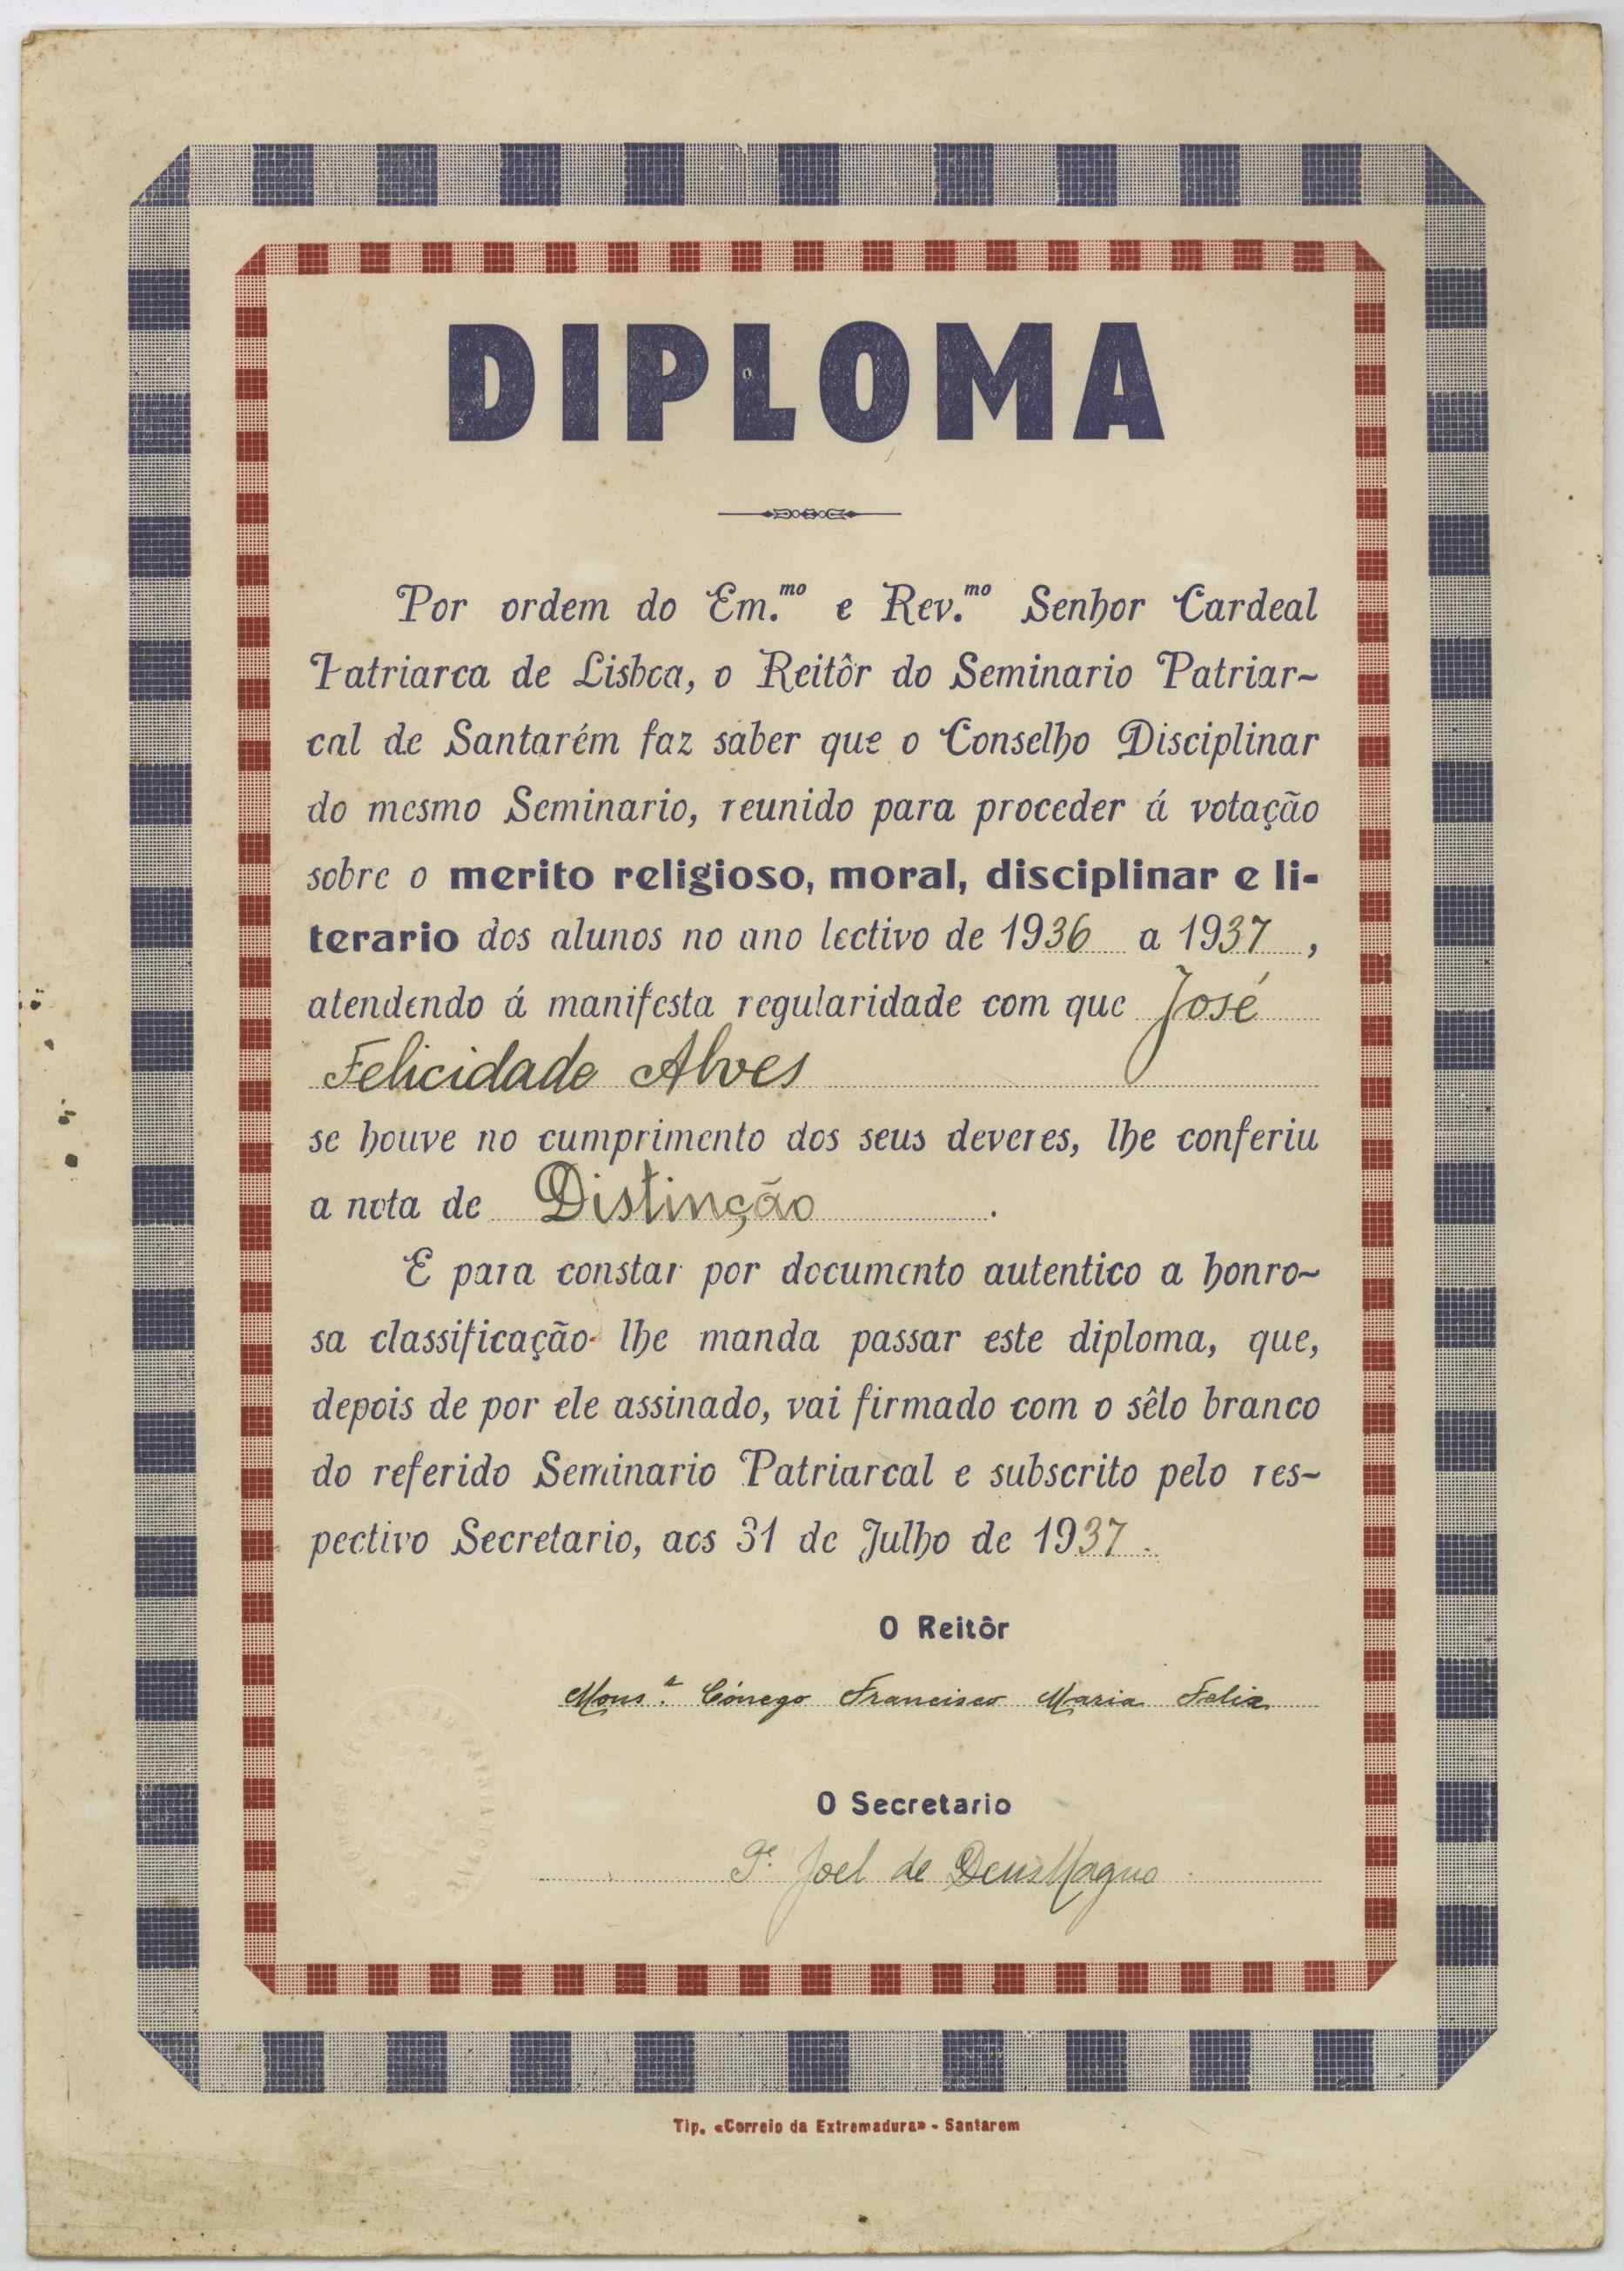 DIPLOMA
Por ordem do Em.mo e Rev.mo Senhor Cardeal
Patriarca de Lisboa, o Reitôr do Seminario Patriar-
cal de Santarém faz saber que o Conselho Disciplinar
do mesmo Seminario, reunido para proceder á votação
sobre o merito religioso, moral, disciplinar e li-
terario dos alunos no ano lectivo de 1936 a 1937,
atendendo á manifesta regularidade com que José
Felicidade Alves
se houve no cumprimento dos seus deveres, lhe conferiu
a nota de Distinção.
E para constar por documento autentico a honro-
sa classificação lhe manda passar este diploma, que,
depois de por ele assinado, vai firmado com o sêlo branco
do referido Seminario Patriarcal e subscrito pelo res-
pectivo Secretario, aos 31 de Julho de 1937.
O Reitôr
Mons.r Cónego Francisco Maria Felix
O Secretario
P.e Joel de Deus Magno
Tip. «Correio da Extremadura» - Santarem